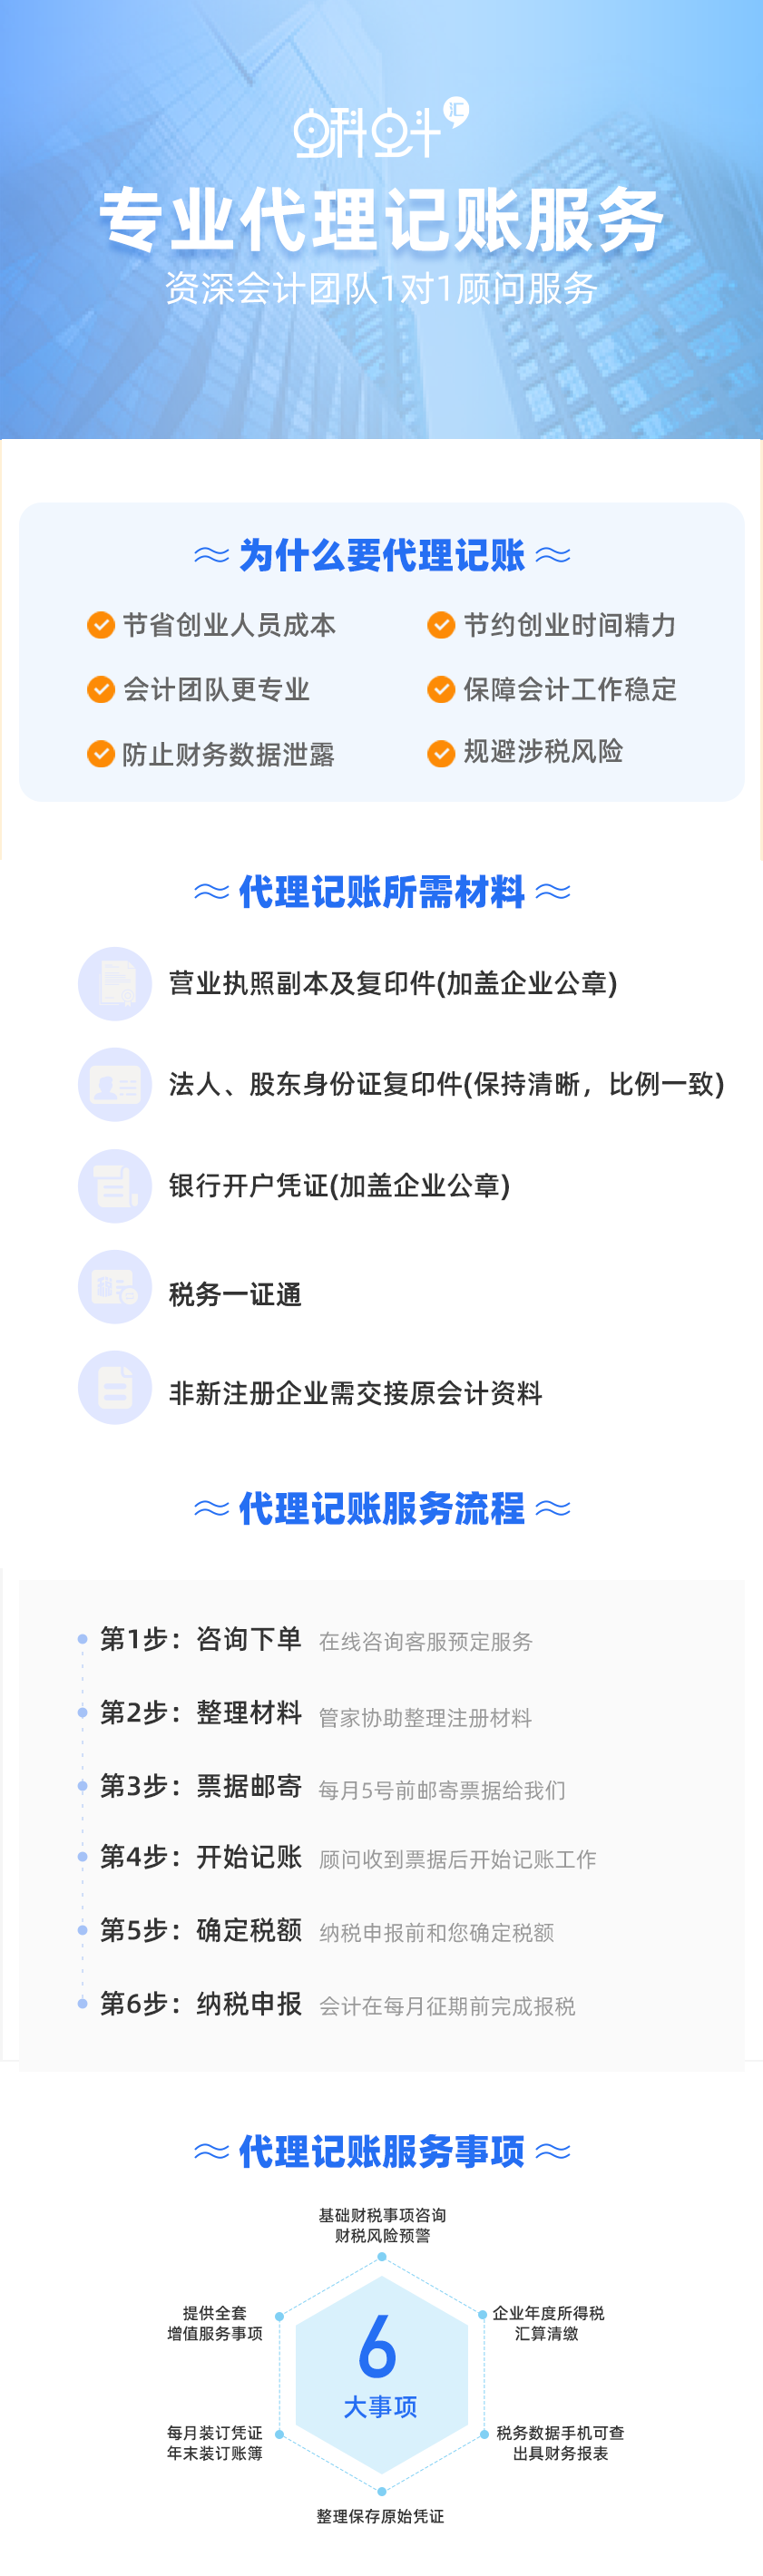 汇
专业代理记账服务
资深会计团队1对1顾问服务
为什么要代理记账
节省创业人员成本
节约创业时间精力
会计团队更专业
保障会计工作稳定
防止财务数据泄露
规避涉税风险
代理记账所需材料
营业执照副本及复印件(加盖企业公章)
法人、股东身份证复印件(保持清晰，比例一致)
银行开户凭证(加盖企业公章)
税
税务一证通
非新注册企业需交接原会计资料
代理记账服务流程
第1步：咨询下单 在线咨询客服预定服务
第2步：整理材料 管家协助整理注册材料
第3步：票据邮寄 每月5号前邮寄票据给我们
第4步：开始记账 顾问收到票据后开始记账工作
第5步：确定税额 纳税申报前和您确定税额
第6步：纳税申报 会计在每月征期前完成报税
代理记账服务事项
基础财税事项咨询
财税风险预警
提供全套
增值服务事项
企业年度所得税
汇算清缴
6
大事项
每月装订凭证
年末装订账簿
税务数据手机可查
出具财务报表
整理保存原始凭证